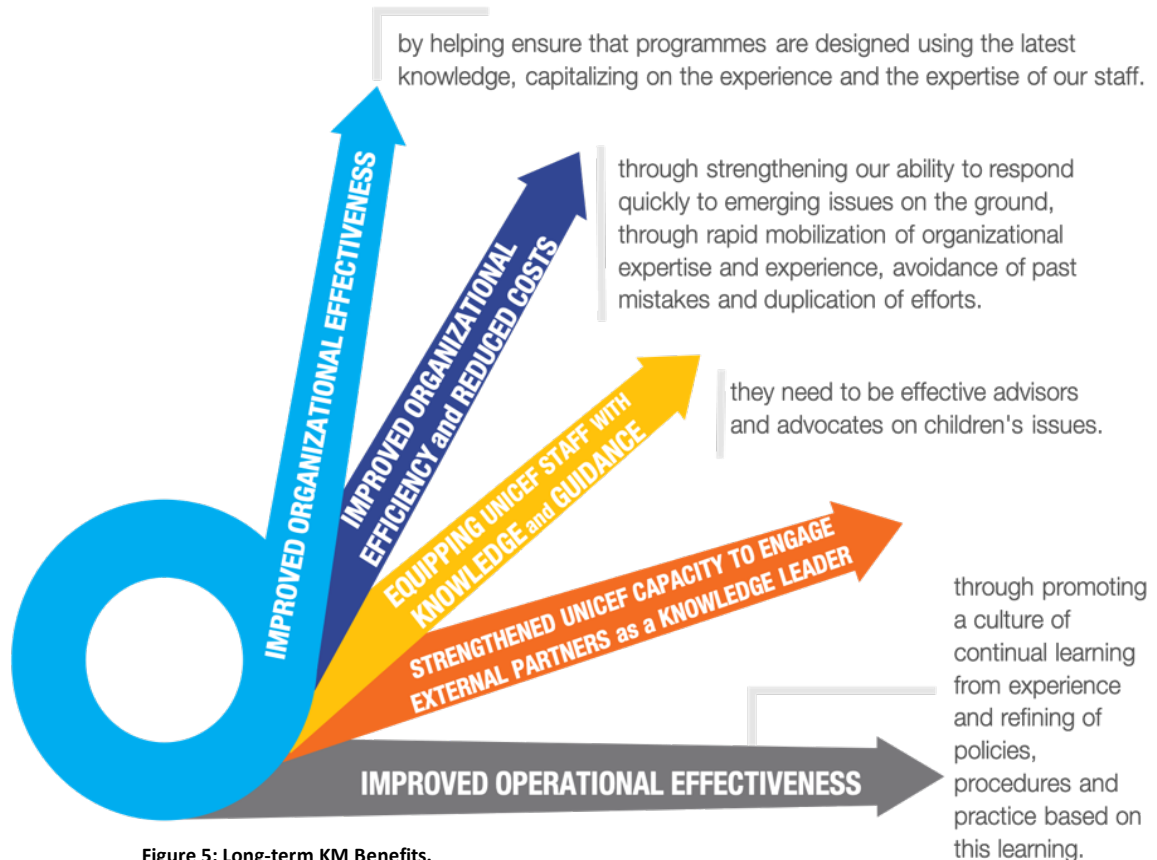 by helping ensure that programmes are designed using the latest
knowledge, capitalizing on the experience and the expertise of our staff.
IMPROVED ORGANIZATIONAL EFFECTIVENESS
through strengthening our ability to respond
quickly to emerging issues on the ground,
through rapid mobilization of organizational
expertise and experience, avoidance of past
mistakes and duplication of efforts.
IMPROVED ORGANIZATIONAL
EFFICIENCY and REDUCED COSTS
they need to be effective advisors
and advocates on children's issues.
EQUIPPING UNICEF STAFF WITH
KNOWLEDGE and GUIDANCE
STRENGTHENED UNICEF CAPACITY TO ENGAGE
EXTERNAL PARTNERS as a KNOWLEDGE LEADER
through promoting
a culture of
continual learning
from experience
and refining of
policies,
procedures and
practice based on
this learning.
IMPROVED OPERATIONAL EFFECTIVENESS
Figure 5: Long-term KM Benefits.